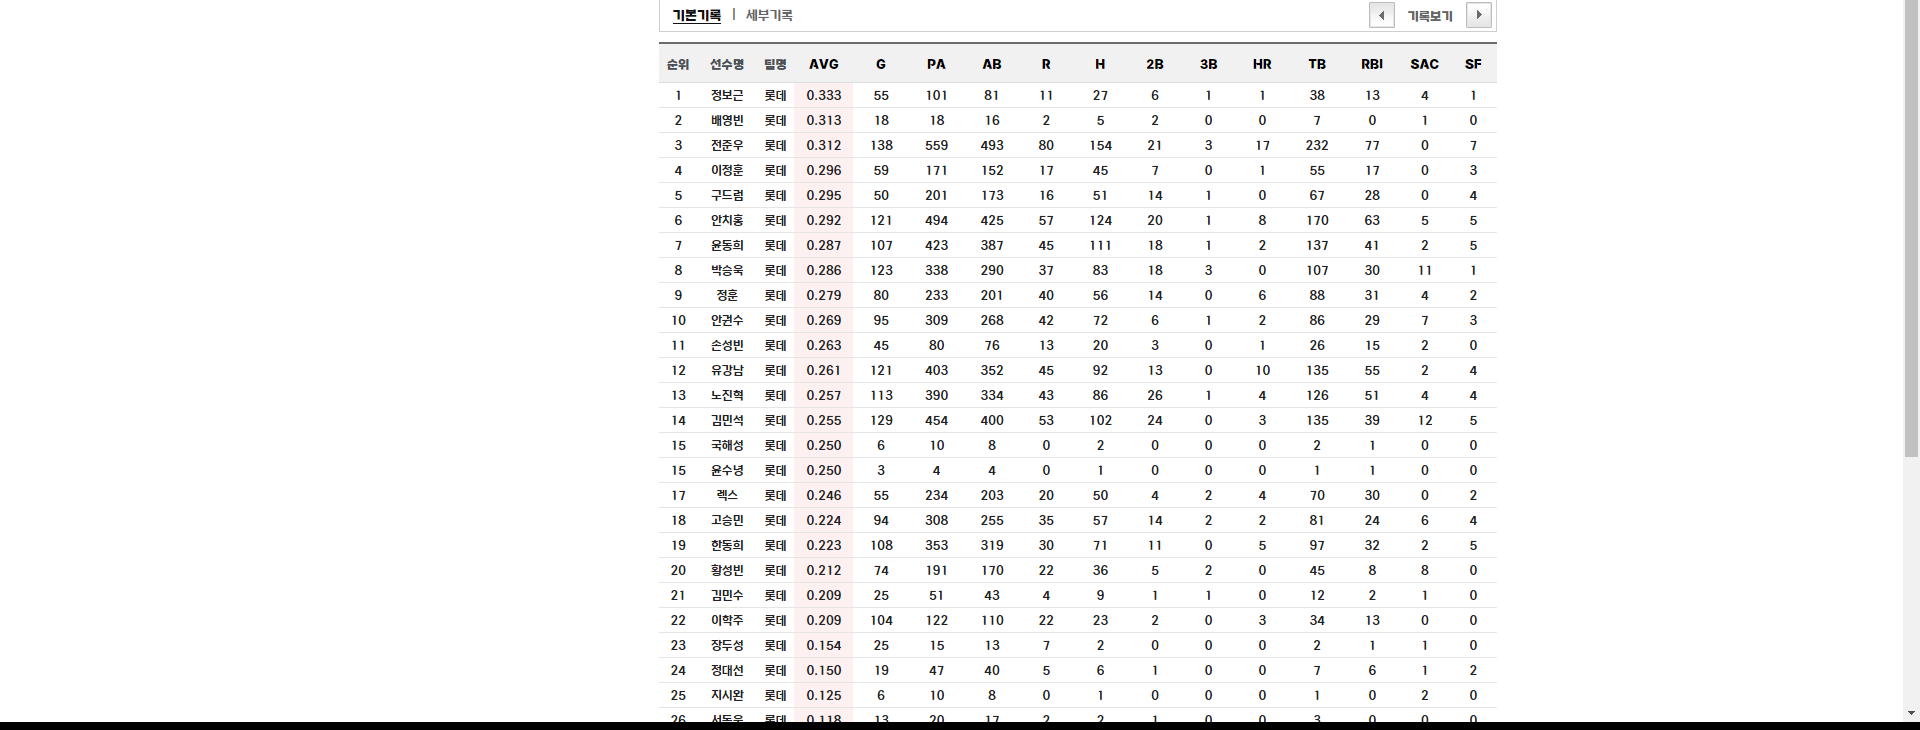 기본기록 | 세부기록 기록보기
순위 선수명 팀명 AVG G PA AB R H 2B 3B HR TB RBI SAC SF
1 정보근 롯데 0.333 55 101 81 11 27 6 1 1 38 13 4 1
2 배영빈 롯데 0.313 18 18 16 2 5 2 0 0 7 0 1 0
3 전준우 롯데 0.312 138 559 493 80 154 21 3 17 232 77 0 7
4 이정훈 롯데 0.296 59 171 152 17 45 7 0 1 55 17 0 3
5 구드럼 롯데 0.295 50 201 173 16 51 14 1 0 67 28 0 4
6 안치홍 롯데 0.292 121 494 425 57 124 20 1 8 170 63 5 5
7 윤동희 롯데 0.287 107 423 387 45 111 18 1 2 137 41 2 5
8 박승욱 롯데 0.286 123 338 290 37 83 18 3 0 107 30 11 1
9 정훈 롯데 0.279 80 233 201 40 56 14 0 6 88 31 4 2
10 안권수 롯데 0.269 95 309 268 42 72 6 1 2 86 29 7 3
11 손성빈 롯데 0.263 45 80 76 13 20 3 0 1 26 15 2 0
12 유강남 롯데 0.261 121 403 352 45 92 13 0 10 135 55 2 4
13 노진혁 롯데 0.257 113 390 334 43 86 26 1 4 126 51 4 4
14 김민석 롯데 0.255 129 454 400 53 102 24 0 3 135 39 12 5
15 국해성 롯데 0.250 6 10 8 0 2 0 0 0 2 1 0 0
15 윤수녕 롯데 0.250 3 4 4 0 1 0 0 0 1 1 0 0
17 렉스 롯데 0.246 55 234 203 20 50 4 2 4 70 30 0 2
18 고승민 롯데 0.224 94 308 255 35 57 14 2 2 81 24 6 4
19 한동희 롯데 0.223 108 353 319 30 71 11 0 5 97 32 2 5
20 황성빈 롯데 0.212 74 191 170 22 36 5 2 0 45 8 8 0
21 김민수 롯데 0.209 25 51 43 4 9 1 1 0 12 2 1 0
22 이학주 롯데 0.209 104 122 110 22 23 2 0 3 34 13 0 0
23 장두성 롯데 0.154 25 15 13 7 2 0 0 0 2 1 1 0
24 정대선 롯데 0.150 19 47 40 5 6 1 0 0 7 6 1 2
25 지시완 롯데 0.125 6 10 8 0 1 0 0 0 1 0 2 0
26 서동욱 롯데 0.118 13 20 17 2 2 1 0 0 3 0 0 0